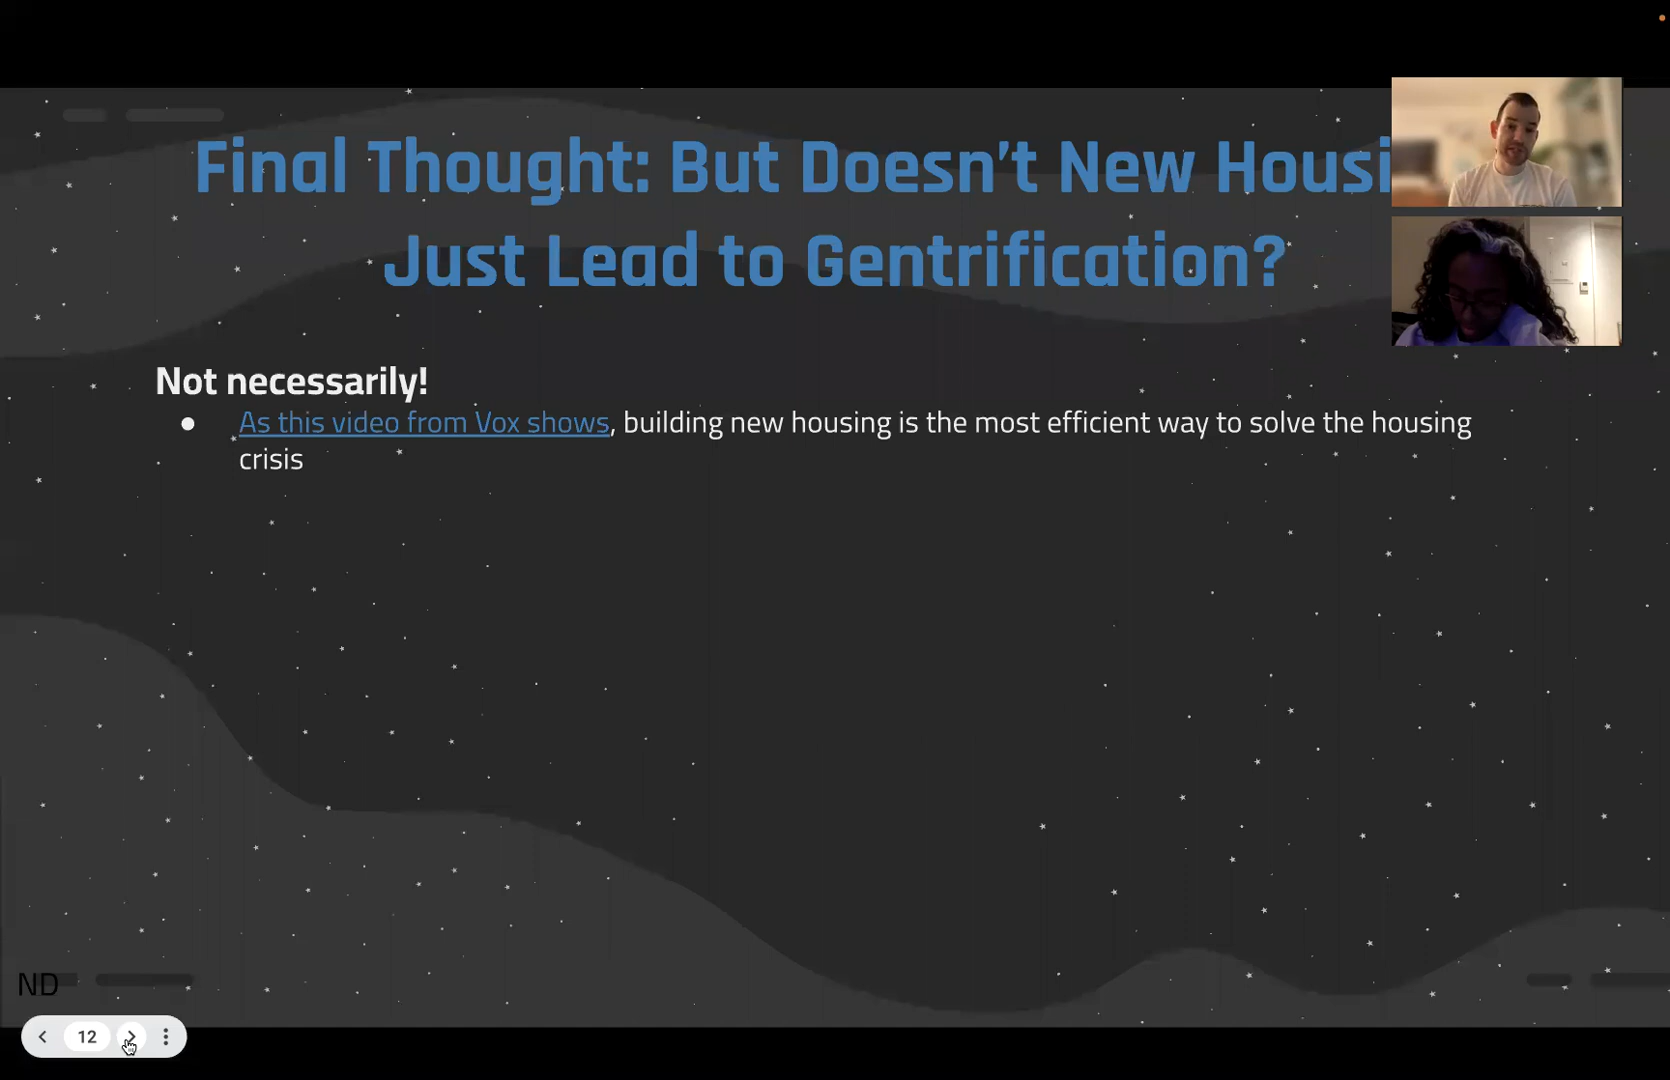 Final Thought: But Doesn't New Housi
Just Lead to Gentrification?
Not necessarily!
● As this video from Vox shows, building new housing is the most efficient way to solve the housing
crisis
ND
12